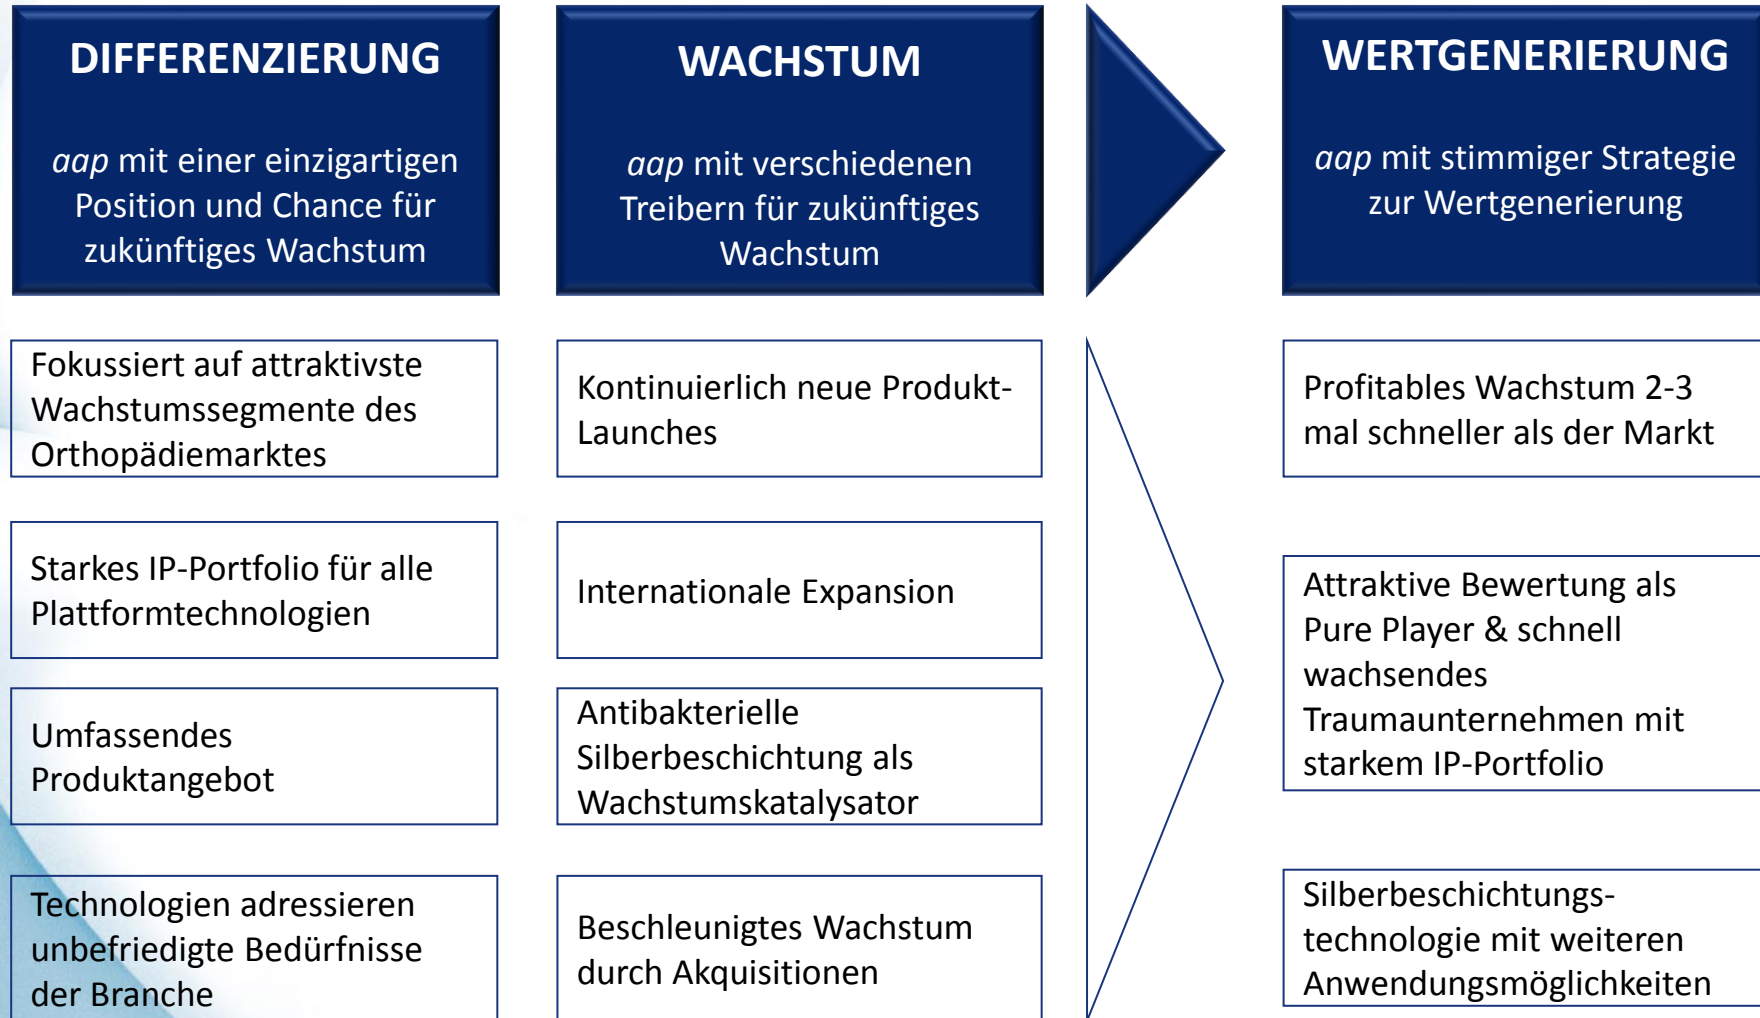 DIFFERENZIERUNG
aap mit einer einzigartigen
Position und Chance für
zukünftiges Wachstum
WACHSTUM
aap mit verschiedenen
Treibern für zukünftiges
Wachstum
WERTGENERIERUNG
aap mit stimmiger Strategie
zur Wertgenerierung
Fokussiert auf attraktivste
Wachstumssegmente des
Orthopädiemarktes
Starkes IP-Portfolio für alle
Plattformtechnologien
Umfassendes
Produktangebot
Technologien adressieren
unbefriedigte Bedürfnisse
der Branche
Kontinuierlich neue Produkt-
Launches
Internationale Expansion
Antibakterielle
Silberbeschichtung als
Wachstumskatalysator
Beschleunigtes Wachstum
durch Akquisitionen
Profitables Wachstum 2-3
mal schneller als der Markt
Attraktive Bewertung als
Pure Player & schnell
wachsendes
Traumaunternehmen mit
starkem IP-Portfolio
Silberbeschichtungs-
technologie mit weiteren
Anwendungsmöglichkeiten